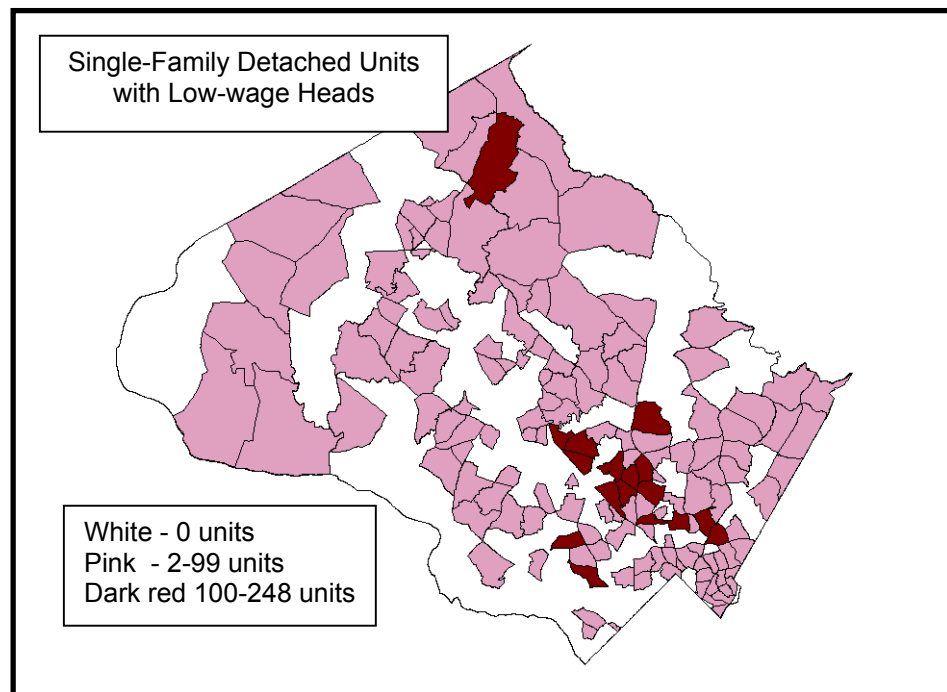 Single-Family Detached Units
with Low-wage Heads
White - 0 units
Pink  - 2-99 units
Dark red 100-248 units